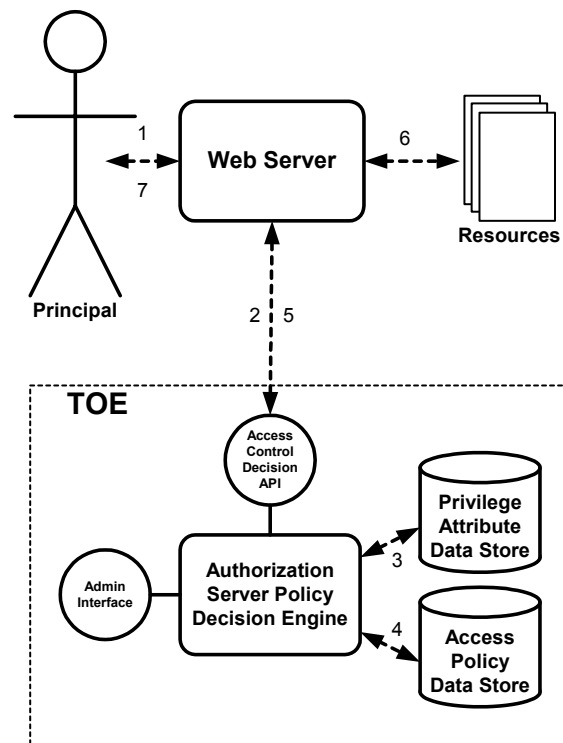 1
7
Web Server
6
Resources
Principal
2 5
TOE
Access
Control
Decision
API
Privilege
Attribute
Data Store
3
Admin
Interface
Authorization
Server Policy
Decision Engine
4
Access
Policy
Data Store